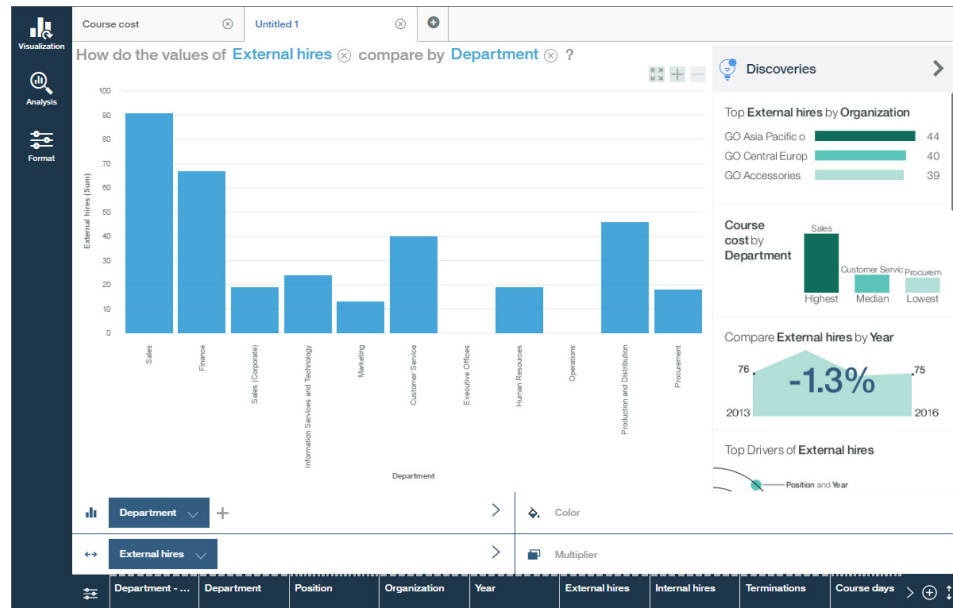 Course cost
Untitled 1
Visualization
Analysis
Format
How do the values of External hires compare by Department ?
External hires (Sum)
100
90
80
70
60
50
40
30
20
10
0
Sales
Finance
Sales (Corporate)
Information Services and Technology
Marketing
Customer Service
Executive Offices
Human Resources
Operations
Production and Distribution
Procurement
Department
Discoveries
Top External hires by Organization
GO Asia Pacific o 44
GO Central Europ 40
GO Accessories 39
Course
cost by
Department
Sales
Customer Servic
Procurem
Highest
Median
Lowest
Compare External hires by Year
76
-1.3%
75
2013
2016
Top Drivers of External hires
Position and Year
Department
Color
External hires
Multiplier
Department - ...
Department
Position
Organization
Year
External hires
Internal hires
Terminations
Course days